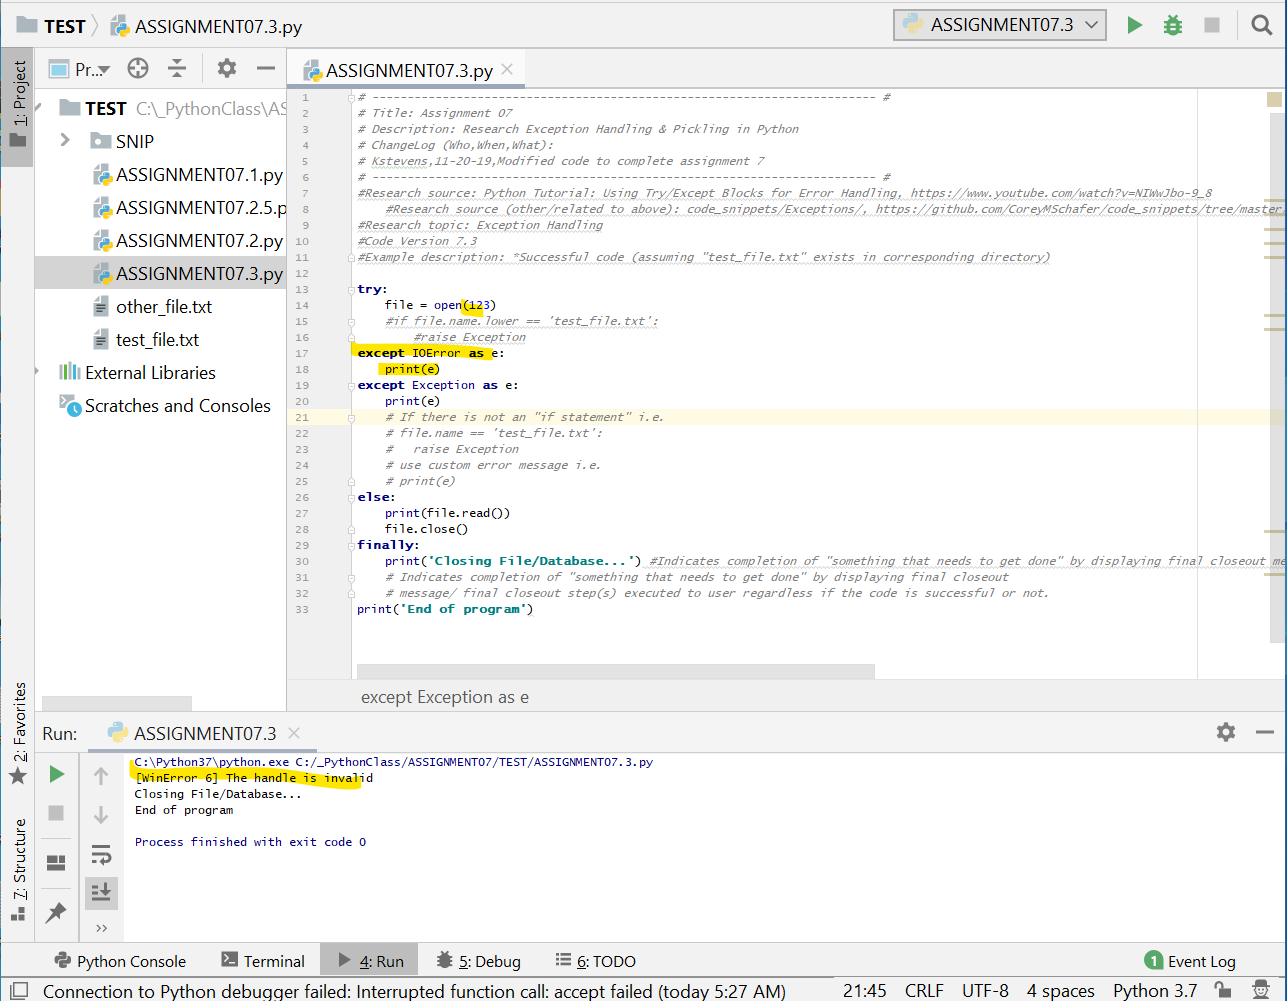 TEST ASSIGNMENT07.3.py
ASSIGNMENT07.3
1: Project
Pr...
ASSIGNMENT07.3.py
TEST C:\_PythonClass\AS
SNIP
ASSIGNMENT07.1.py
ASSIGNMENT07.2.5.p
ASSIGNMENT07.2.py
ASSIGNMENT07.3.py
other_file.txt
test_file.txt
External Libraries
Scratches and Consoles
1 # ------------------------------------------------------------------------ #
2 # Title: Assignment 07
3 # Description: Research Exception Handling & Pickling in Python
4 # ChangeLog (Who,When,What):
5 # Kstevens,11-20-19,Modified code to complete assignment 7
6 # ------------------------------------------------------------------------ #
7 #Research source: Python Tutorial: Using Try/Except Blocks for Error Handling, https://www.youtube.com/watch?v=NIWwJbo-9_8
8 #Research source (other/related to above): code_snippets/Exceptions/, https://github.com/CoreyMSchafer/code_snippets/tree/master
9 #Research topic: Exception Handling
10 #Code Version 7.3
11 #Example description: *Successful code (assuming "test_file.txt" exists in corresponding directory)
12
13 try:
14 file = open(123)
15 #if file.name.lower == 'test_file.txt':
16 #raise Exception
17 except IOError as e:
18 print(e)
19 except Exception as e:
20 print(e)
21 # If there is not an "if statement" i.e.
22 # file.name == 'test_file.txt':
23 # raise Exception
24 # use custom error message i.e.
25 # print(e)
26 else:
27 print(file.read())
28 file.close()
29 finally:
30 print('Closing File/Database...') #Indicates completion of "something that needs to get done" by displaying final closeout me
31 # Indicates completion of "something that needs to get done" by displaying final closeout
32 # message/ final closeout step(s) executed to user regardless if the code is successful or not.
33 print('End of program')
except Exception as e
2: Favorites
7: Structure
Run: ASSIGNMENT07.3
C:\Python37\python.exe C:/_PythonClass/ASSIGNMENT07/TEST/ASSIGNMENT07.3.py
[WinError 6] The handle is invalid
Closing File/Database...
End of program
Process finished with exit code 0
Python Console Terminal 4: Run 5: Debug 6: TODO 1 Event Log
Connection to Python debugger failed: Interrupted function call: accept failed (today 5:27 AM) 21:45 CRLF UTF-8 4 spaces Python 3.7